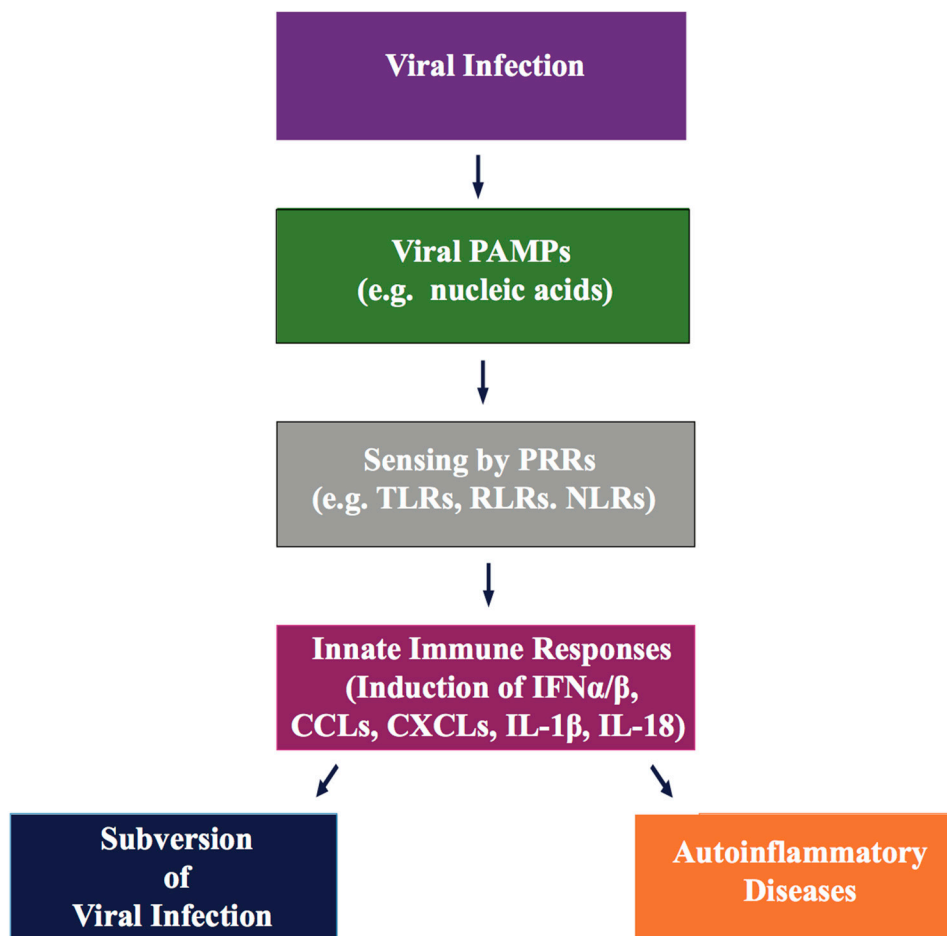 Viral Infection
Viral PAMPs
(e.g. nucleic acids)
Sensing by PRRs
(e.g. TLRs, RLRs. NLRs)
Innate Immune Responses
(Induction of IFNα/β,
CCLs, CXCLs, IL-1β, IL-18)
Subversion
of
Viral Infection
Autoinflammatory
Diseases